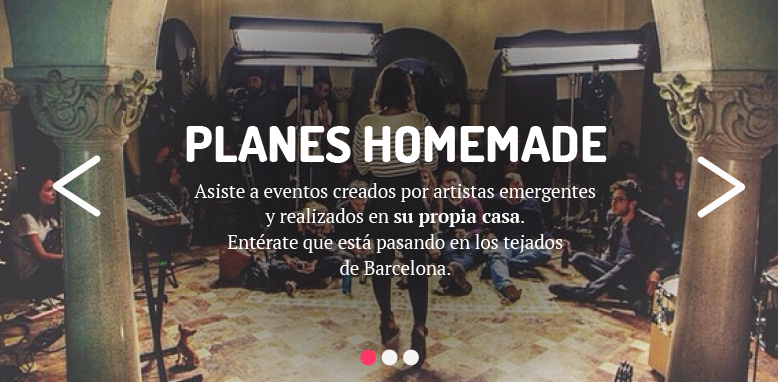 PLANES HOMEMADE
Asiste a eventos creados por artistas emergentes
y realizados en su propia casa.
Entérate que está pasando en los tejados
de Barcelona.